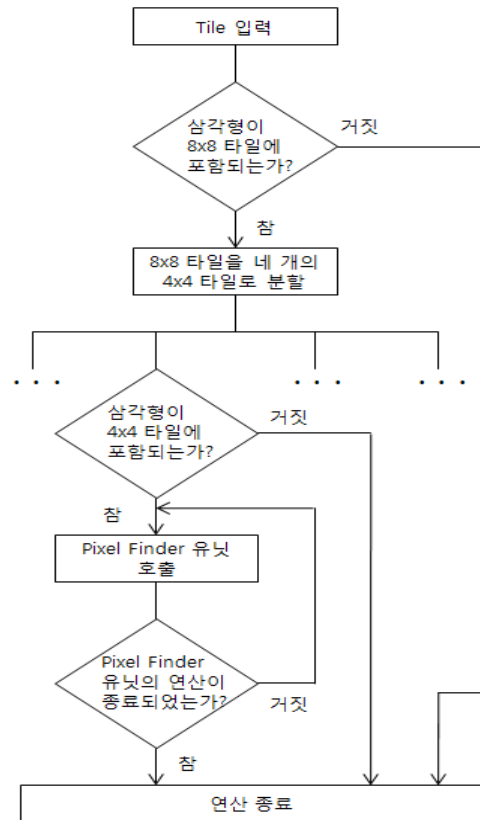 Tile 입력
삼각형이
8x8 타일에
포함되는가?
거짓
참
8x8 타일을 네 개의
4x4 타일로 분할
· · ·
· · ·
· · ·
삼각형이
4x4 타일에
포함되는가?
거짓
참
Pixel Finder 유닛
호출
Pixel Finder
유닛의 연산이
종료되었는가?
거짓
참
연산 종료